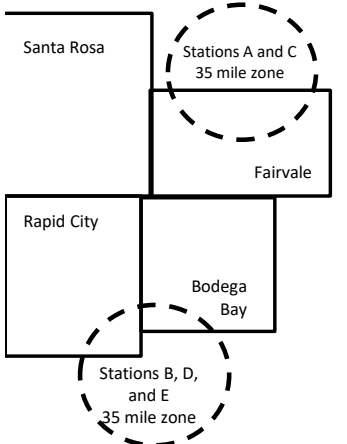 Santa Rosa
Stations A and C
35 mile zone
Fairvale
Rapid City
Bodega
Bay
Stations B, D,
and E
35 mile zone